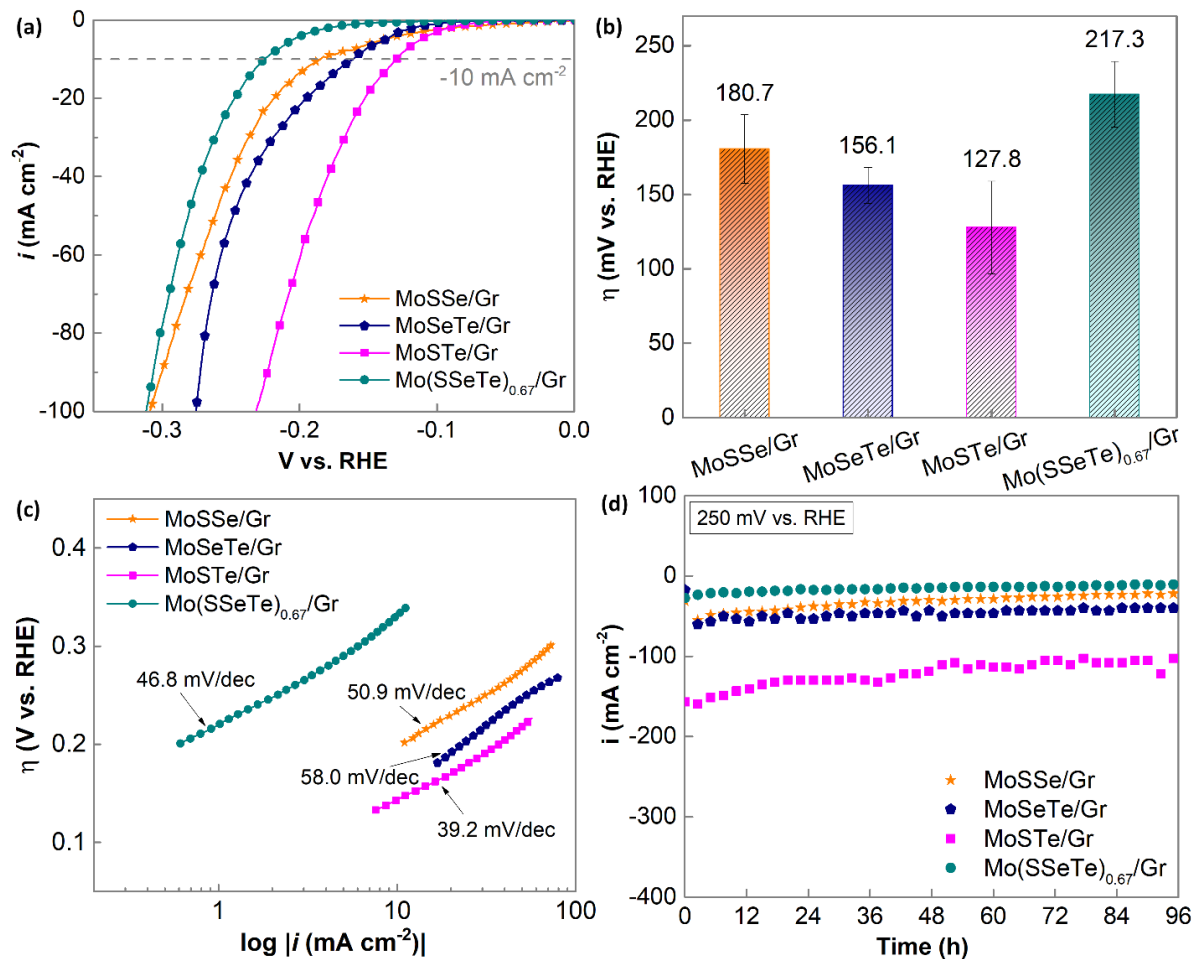 (a)
0
-20
-40
-60
-80
-100
i (mA cm⁻²)
-10 mA cm⁻²
MoSSe/Gr
MoSeTe/Gr
MoSTe/Gr
Mo(SSeTe)₀.₆₇/Gr
-0.3
-0.2
-0.1
0.0
V vs. RHE
(b)
250
200
150
100
50
0
η (mV vs. RHE)
180.7
156.1
127.8
217.3
MoSSe/Gr
MoSeTe/Gr
MoSTe/Gr
Mo(SSeTe)₀.₆₇/Gr
(c)
MoSSe/Gr
MoSeTe/Gr
MoSTe/Gr
Mo(SSeTe)₀.₆₇/Gr
0.4
0.3
0.2
0.1
η (V vs. RHE)
46.8 mV/dec
50.9 mV/dec
58.0 mV/dec
39.2 mV/dec
1
10
100
log |i (mA cm⁻²)|
(d)
100
0
-100
-200
-300
-400
i (mA cm⁻²)
250 mV vs. RHE
MoSSe/Gr
MoSeTe/Gr
MoSTe/Gr
Mo(SSeTe)₀.₆₇/Gr
0
12
24
36
48
60
72
84
96
Time (h)